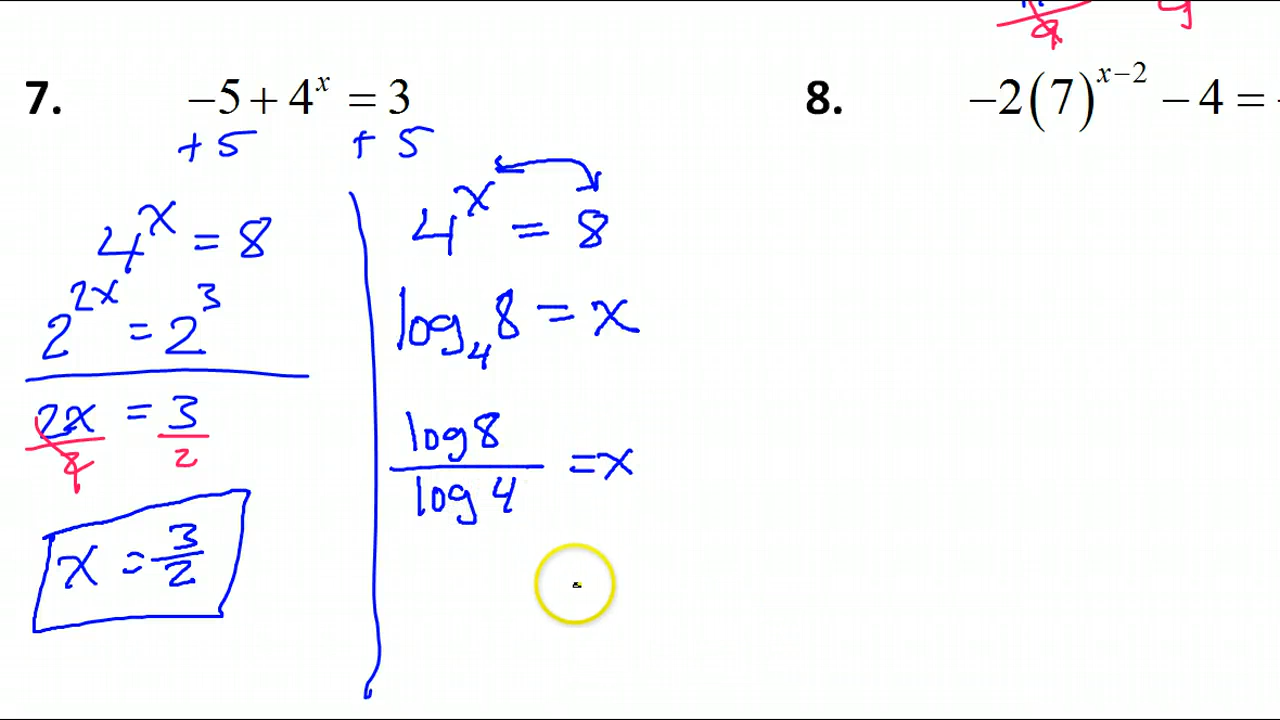 7. −5 + 4^x = 3
+5 +5
4^x = 8
2^{2x} = 2^3
2x = 3
2 2
x = 3/2
4^x = 8
log_4 8 = x
log 8 / log 4 = x
8. −2(7)^{x−2} − 4 =